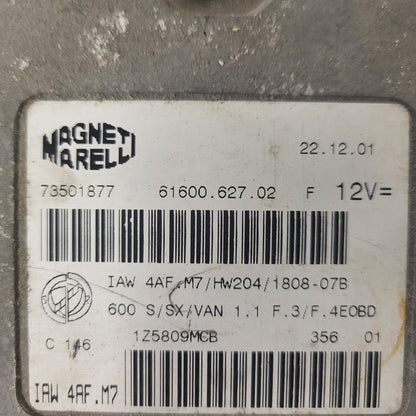 MAGNETI
MARELLI
22.12.01
73501877 61600.627.02 F 12V=
IAW 4AF.M7/HW204/1808-07B
600 S/SX/VAN 1.1 F.3/F.4EOBD
C 146 1Z5809MCB 356 01
IAW 4AF.M7